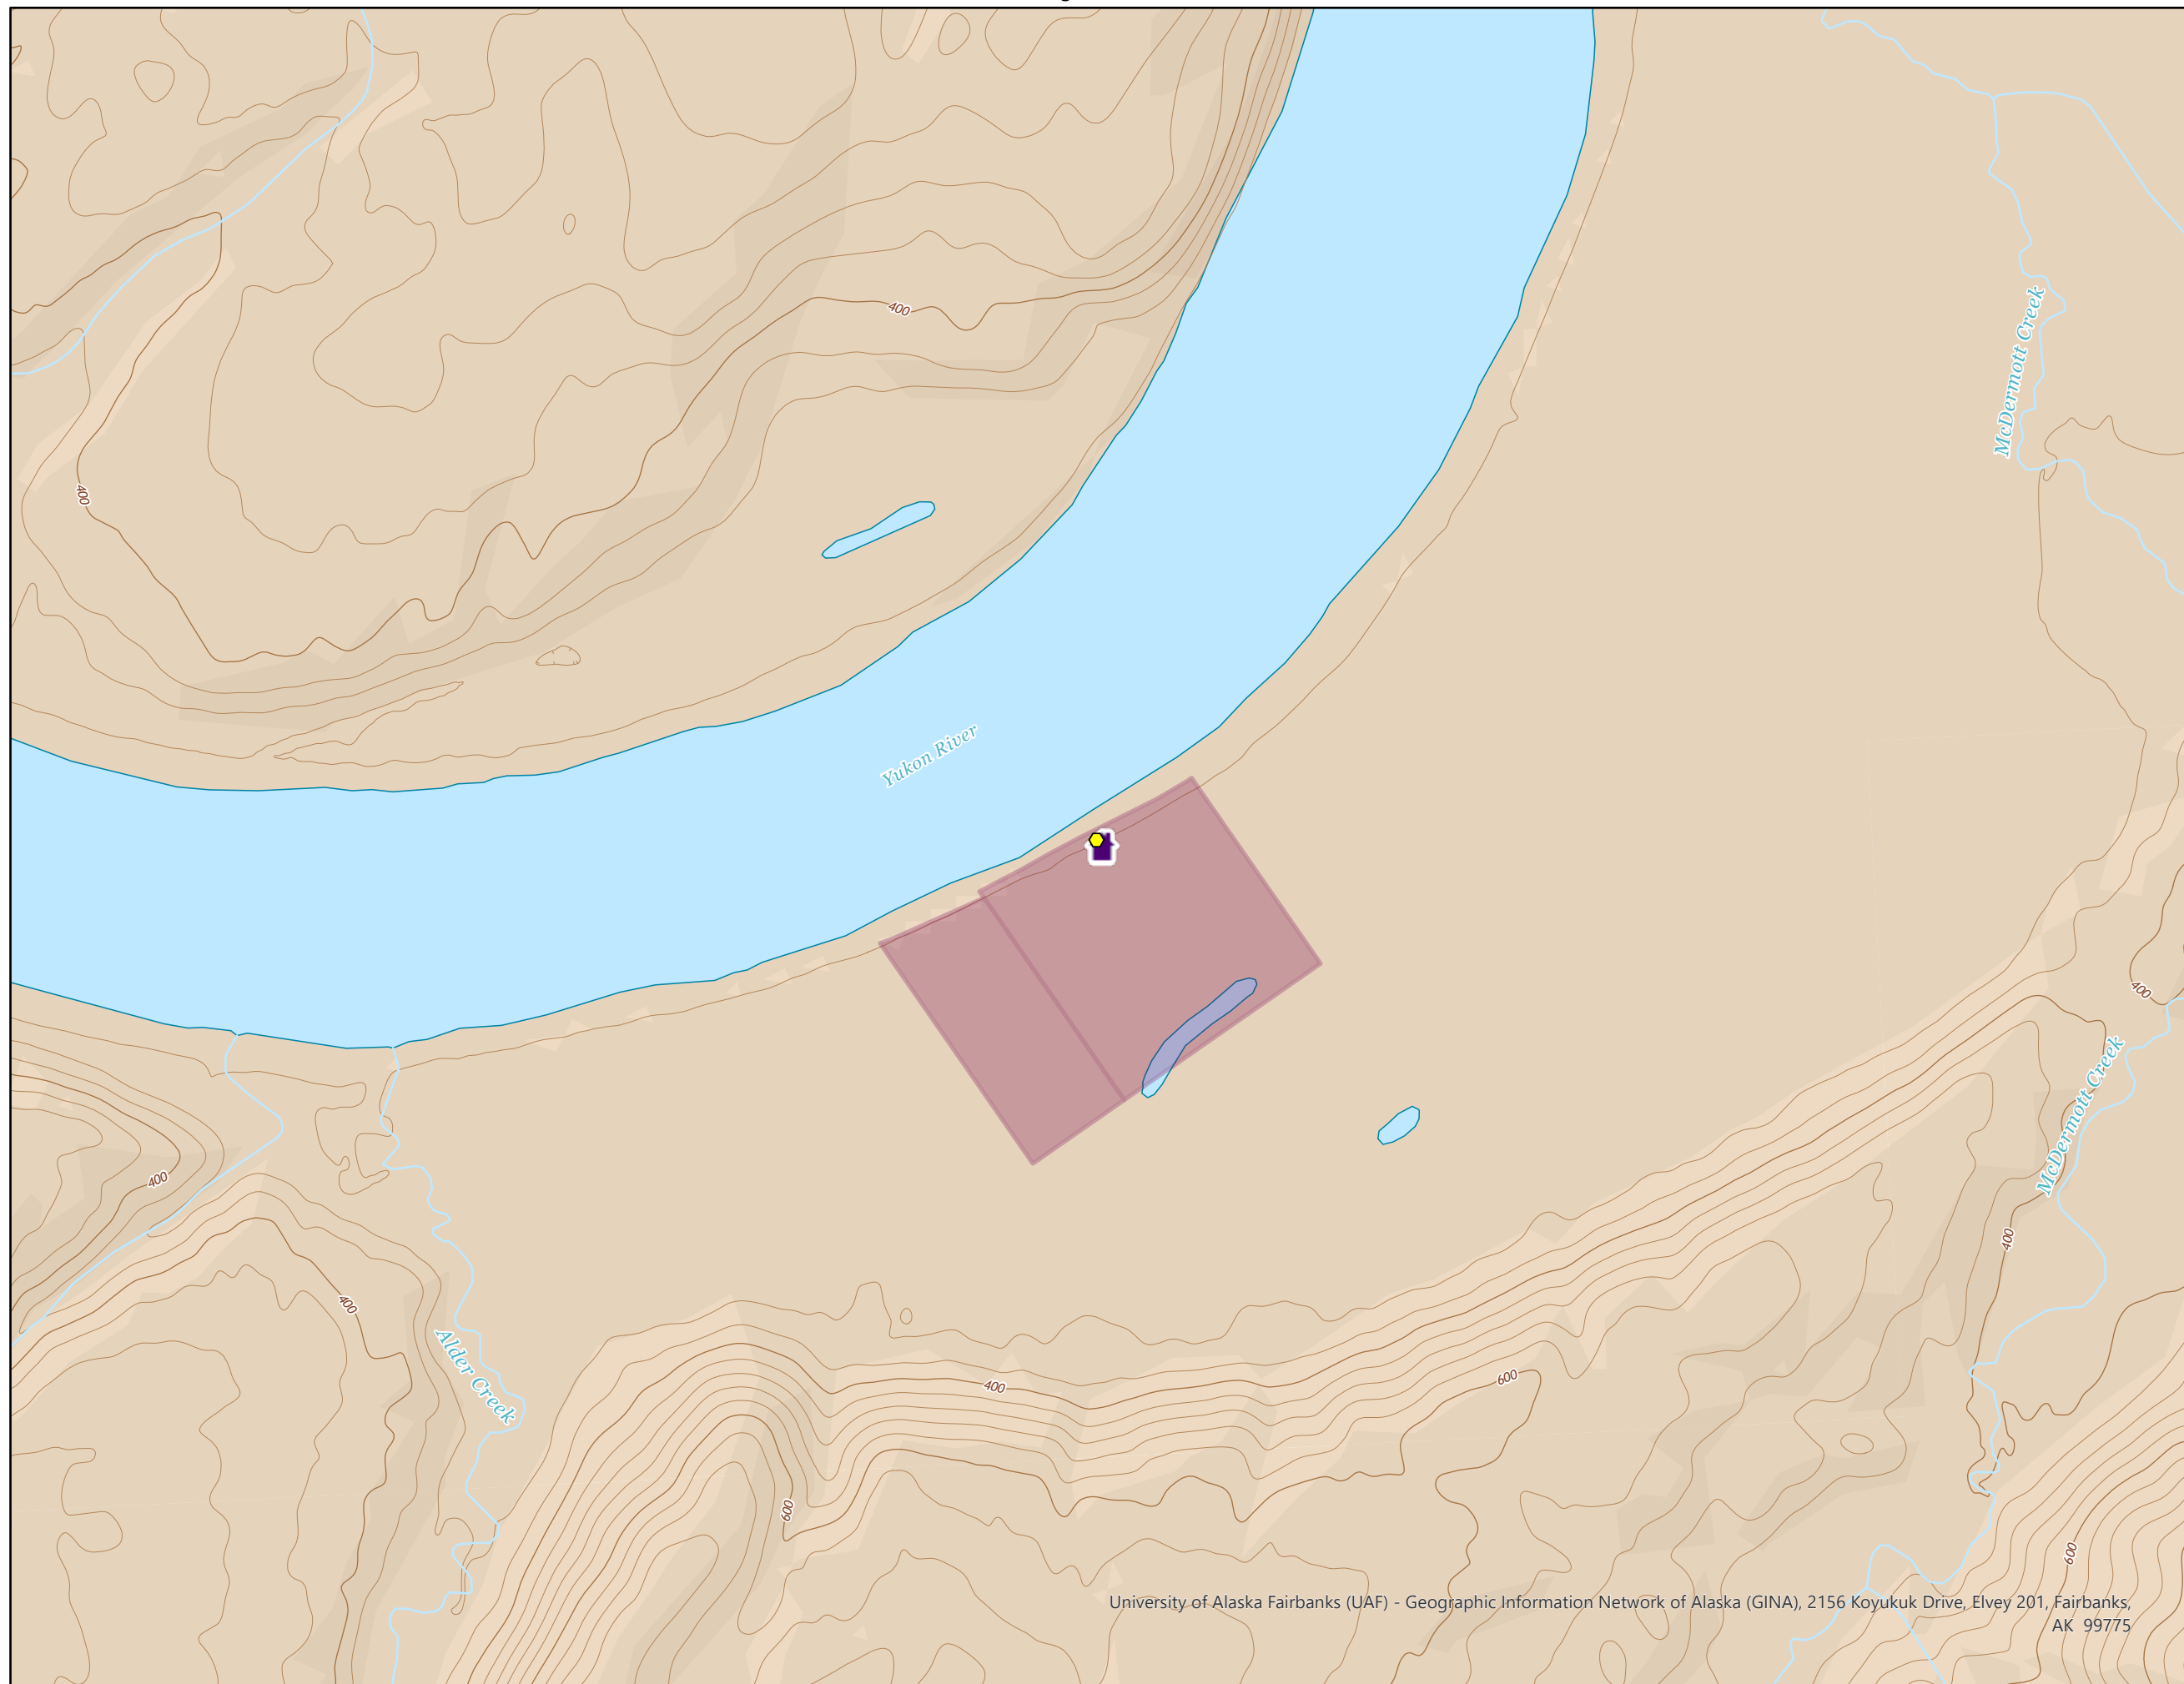 400
McDermott Creek
400
Yukon River
400
McDermott Creek
400
400
400
Alder Creek
600
400
600
600
University of Alaska Fairbanks (UAF) - Geographic Information Network of Alaska (GINA), 2156 Koyukuk Drive, Elvey 201, Fairbanks,
AK 99775